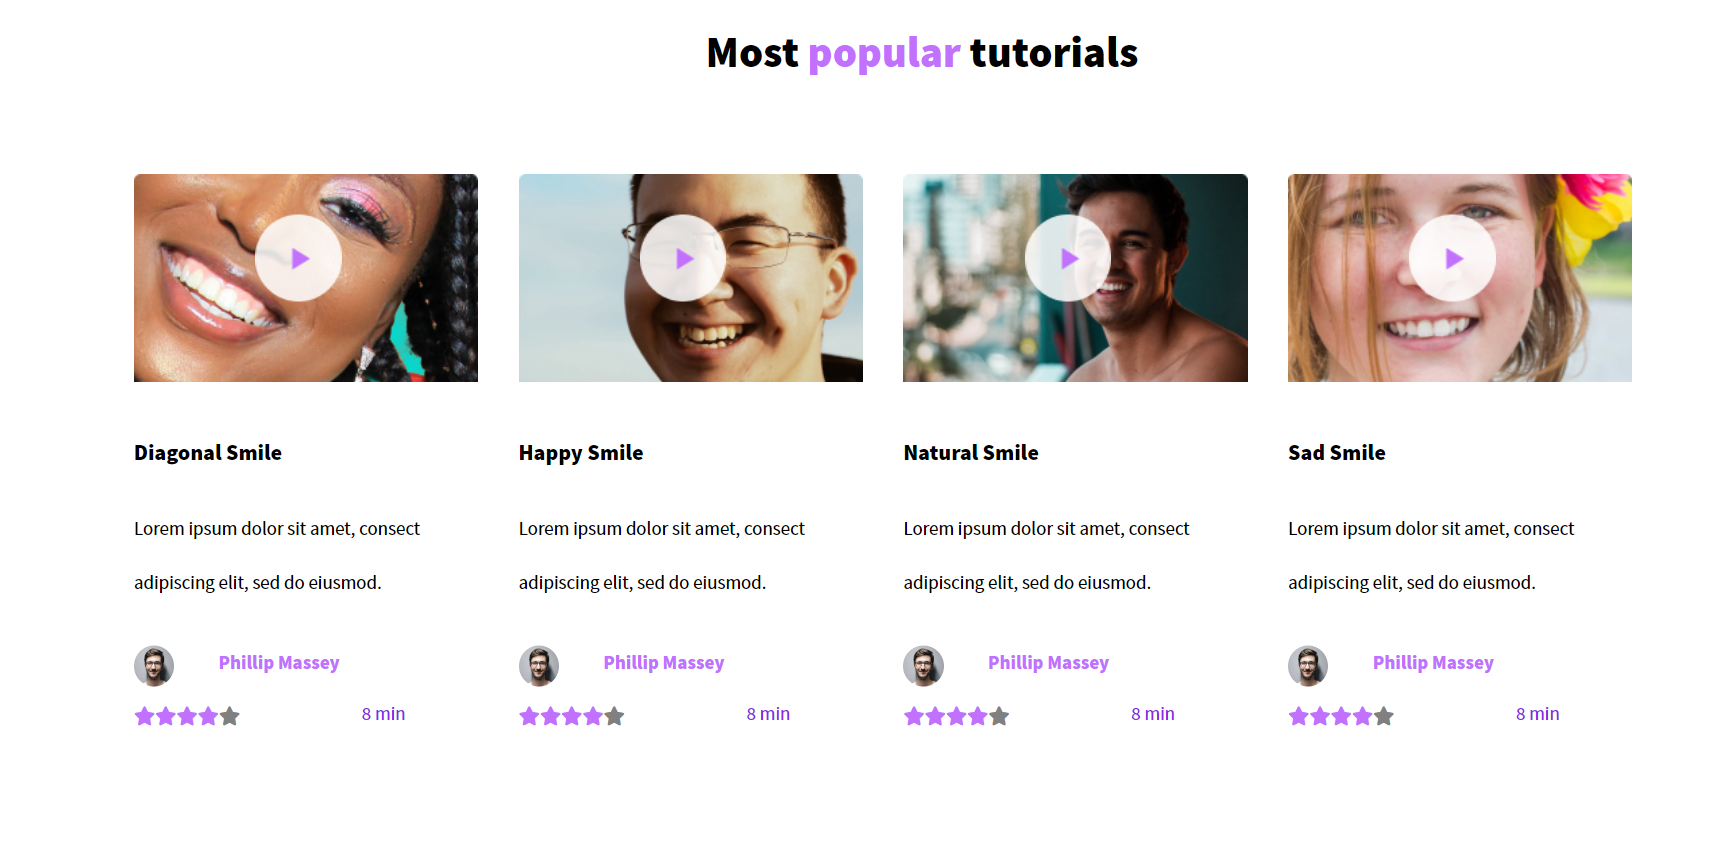 Most popular tutorials
Diagonal Smile
Lorem ipsum dolor sit amet, consect
adipiscing elit, sed do eiusmod.
Phillip Massey
8 min
Happy Smile
Lorem ipsum dolor sit amet, consect
adipiscing elit, sed do eiusmod.
Phillip Massey
8 min
Natural Smile
Lorem ipsum dolor sit amet, consect
adipiscing elit, sed do eiusmod.
Phillip Massey
8 min
Sad Smile
Lorem ipsum dolor sit amet, consect
adipiscing elit, sed do eiusmod.
Phillip Massey
8 min